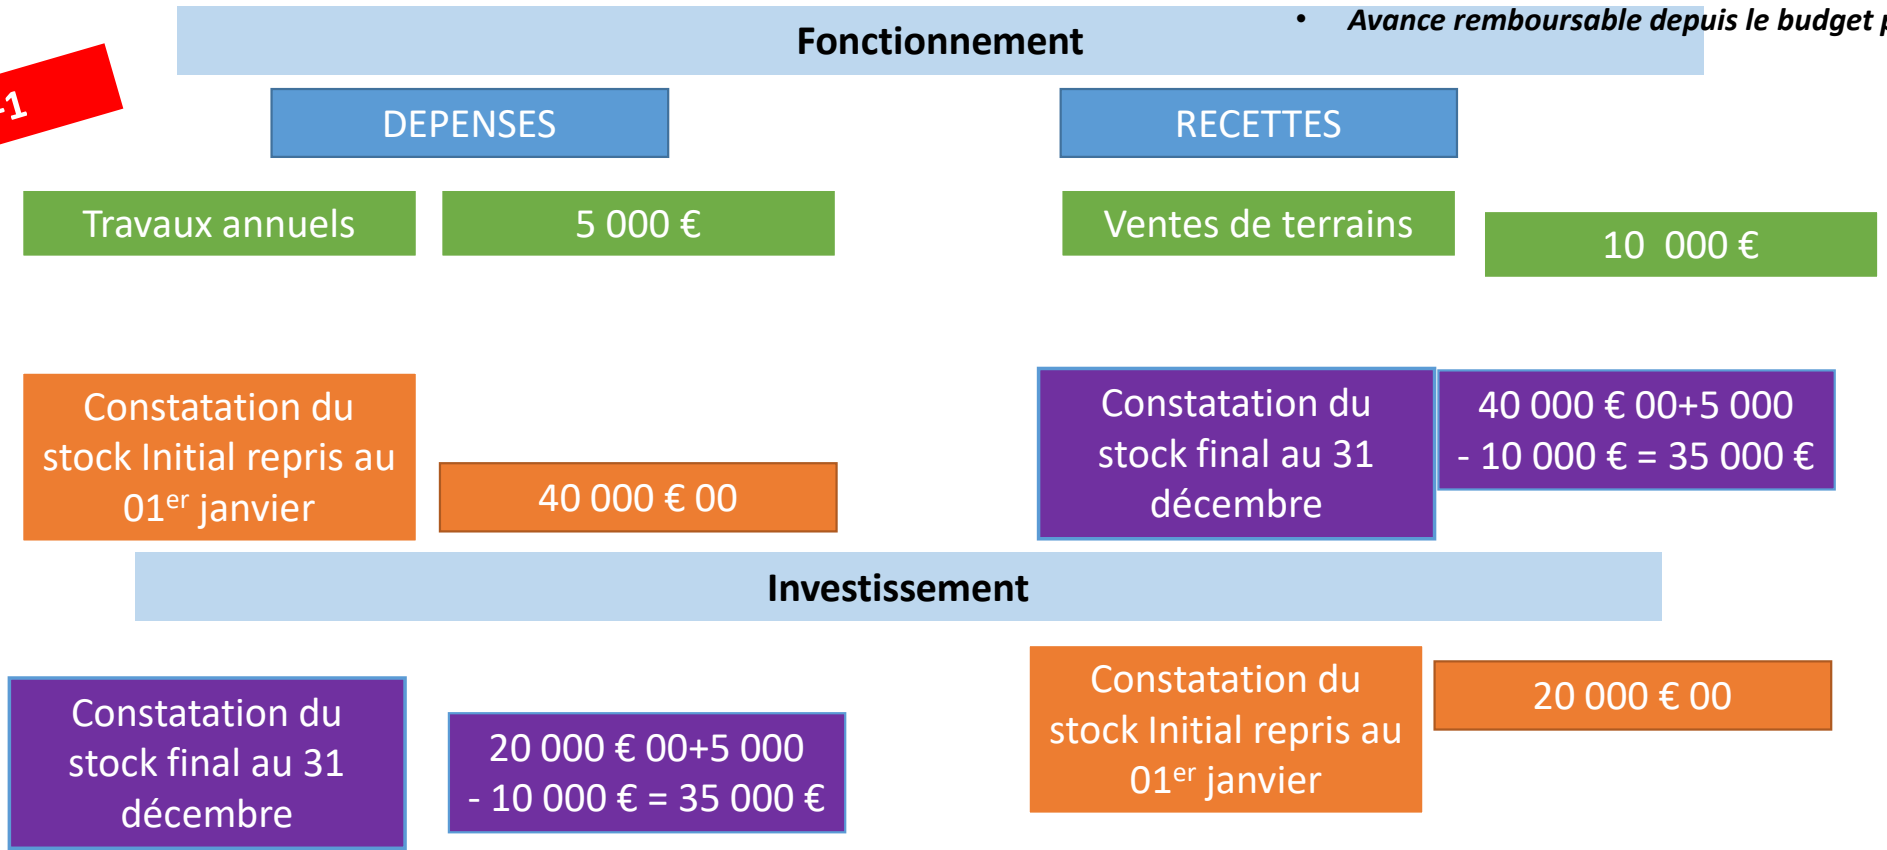 Fonctionnement
• Avance remboursable depuis le budget
-1
DEPENSES
RECETTES
Travaux annuels
5 000 €
Ventes de terrains
10  000 €
Constatation du
stock Initial repris au
01er janvier
40 000 € 00
Constatation du
stock final au 31
décembre
40 000 € 00+5 000
- 10 000 € = 35 000 €
Investissement
Constatation du
stock final au 31
décembre
20 000 € 00+5 000
- 10 000 € = 35 000 €
Constatation du
stock Initial repris au
01er janvier
20 000 € 00